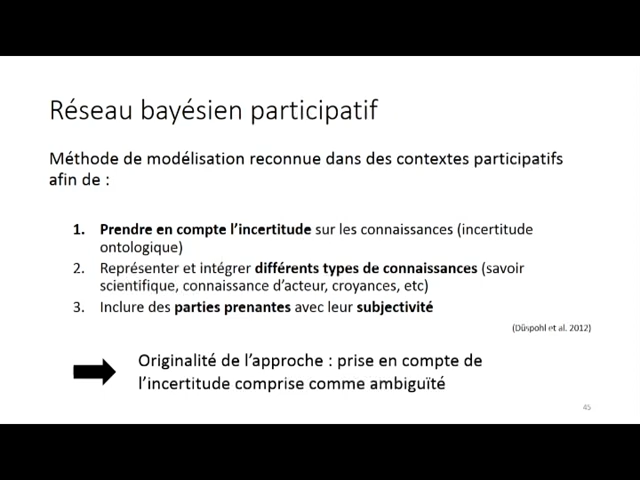 Réseau bayésien participatif
Méthode de modélisation reconnue dans des contextes participatifs
afin de :
1. Prendre en compte l'incertitude sur les connaissances (incertitude
ontologique)
2. Représenter et intégrer différents types de connaissances (savoir
scientifique, connaissance d'acteur, croyances, etc)
3. Inclure des parties prenantes avec leur subjectivité
(Düspohl et al. 2012)
Originalité de l'approche : prise en compte de
l'incertitude comprise comme ambiguïté
45